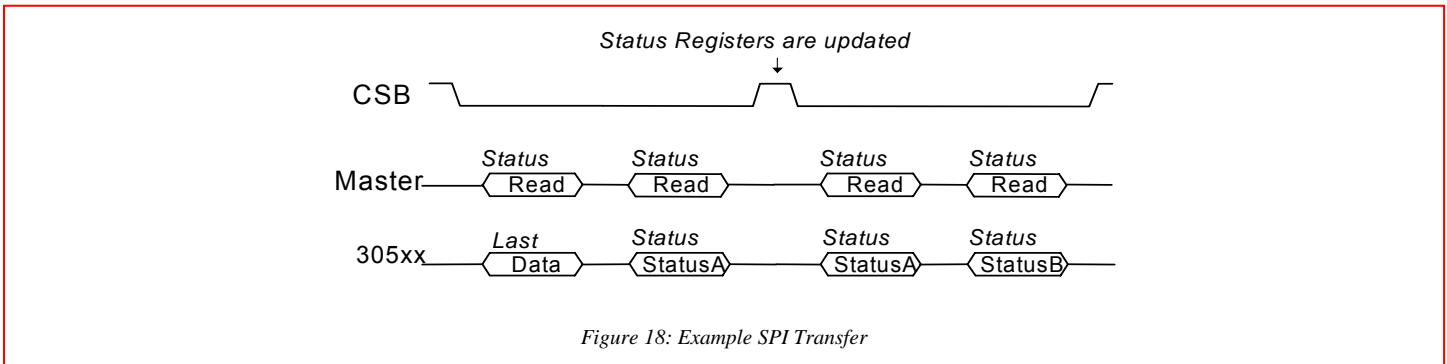 Status Registers are updated
CSB
Status Status Status Status
Master Read Read Read Read
Last Status Status Status
305xx Data StatusA StatusA StatusB
Figure 18: Example SPI Transfer